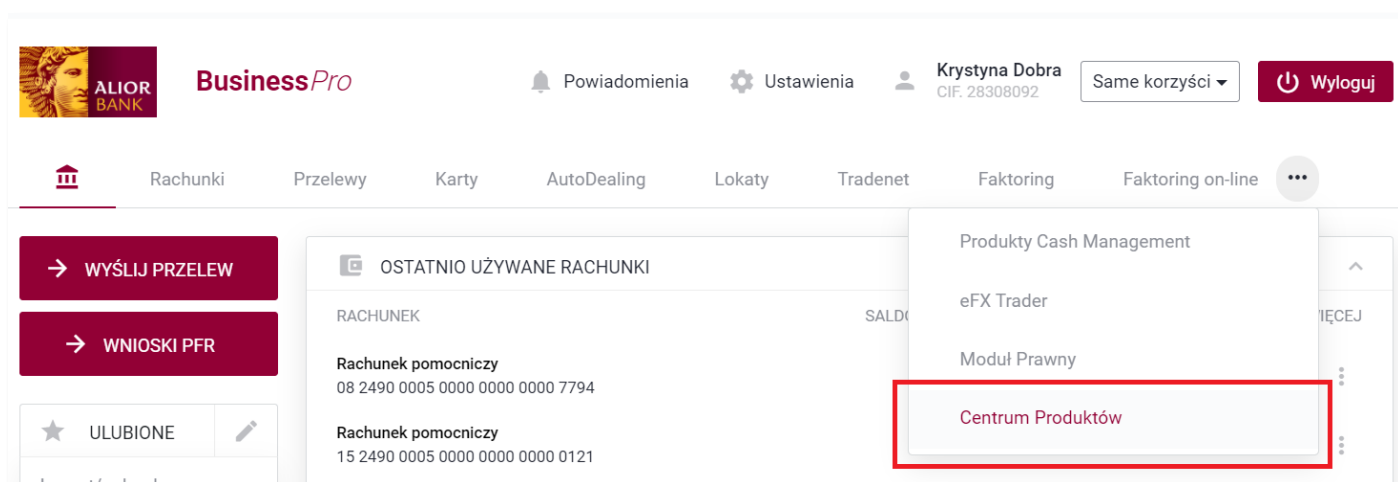 ALIOR
BANK
BusinessPro
Powiadomienia
Ustawienia
Krystyna Dobra
CIF. 28308092
Same korzyści
Wyloguj
Rachunki Przelewy Karty AutoDealing Lokaty Tradenet Faktoring Faktoring on-line
Produkty Cash Management
eFX Trader
Moduł Prawny
Centrum Produktów
WYŚLIJ PRZELEW
WNIOSKI PFR
ULUBIONE
OSTATNIO UŻYWANE RACHUNKI
RACHUNEK
Rachunek pomocniczy
08 2490 0005 0000 0000 0000 7794
Rachunek pomocniczy
15 2490 0005 0000 0000 0000 0121